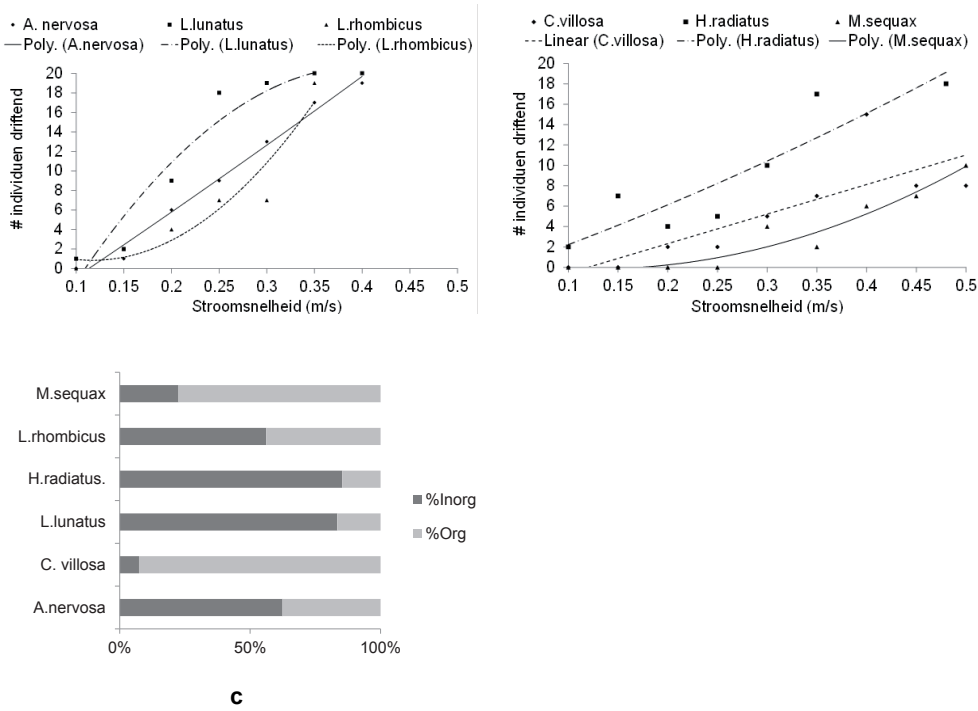 A. nervosa L.lunatus L.rhombicus
Poly. (A.nervosa) Poly. (L.lunatus) Poly. (L.rhombicus)
# individuen driftend
20
18
16
14
12
10
8
6
4
2
0
0.1 0.15 0.2 0.25 0.3 0.35 0.4 0.45 0.5
Stroomsnelheid (m/s)
C.villosa H.radiatus M.sequax
Linear (C.villosa) Poly. (H.radiatus) Poly. (M.sequax)
# individuen driftend
20
18
16
14
12
10
8
6
4
2
0
0.1 0.15 0.2 0.25 0.3 0.35 0.4 0.45 0.5
Stroomsnelheid (m/s)
M.sequax
L.rhombicus
H.radiatus.
L.lunatus
C. villosa
A.nervosa
0% 50% 100%
%Inorg
%Org
c